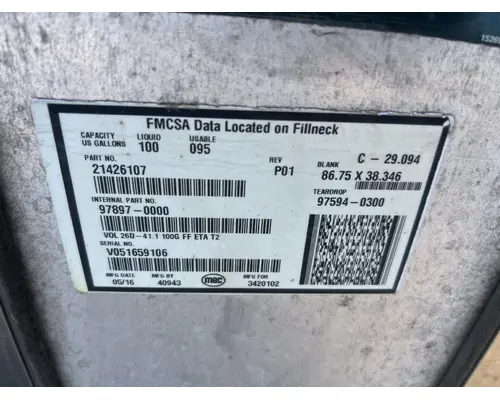 FMCSA Data Located on Fillneck
CAPACITY LIQUID USABLE
US GALLONS 100 095
PART NO. REV BLANK C - 29.094
21426107 P01 86.75 X 38.346
INTERNAL PART NO. TEARDROP
97897-0000 97594-0300
VOL 26D-41.1 100G FF ETA T2
SERIAL NO.
V051659106
MFG DATE MFG BY MFG FOR
05/16 40943 mec 3420102